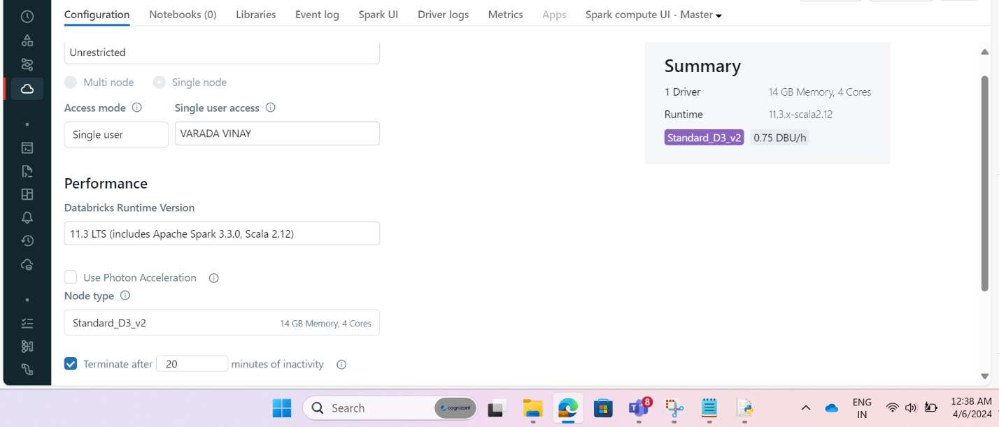 Configuration Notebooks (0) Libraries Event log Spark UI Driver logs Metrics Apps Spark compute UI - Master
Unrestricted
Multi node Single node
Access mode Single user access
Single user VARADA VINAY
Performance
Databricks Runtime Version
11.3 LTS (includes Apache Spark 3.3.0, Scala 2.12)
Use Photon Acceleration
Node type
Standard_D3_v2 14 GB Memory, 4 Cores
Terminate after 20 minutes of inactivity
Summary
1 Driver 14 GB Memory, 4 Cores
Runtime 11.3.x-scala2.12
Standard_D3_v2 0.75 DBU/h
Search cognizant 8 ENG IN 12:38 AM
4/6/2024